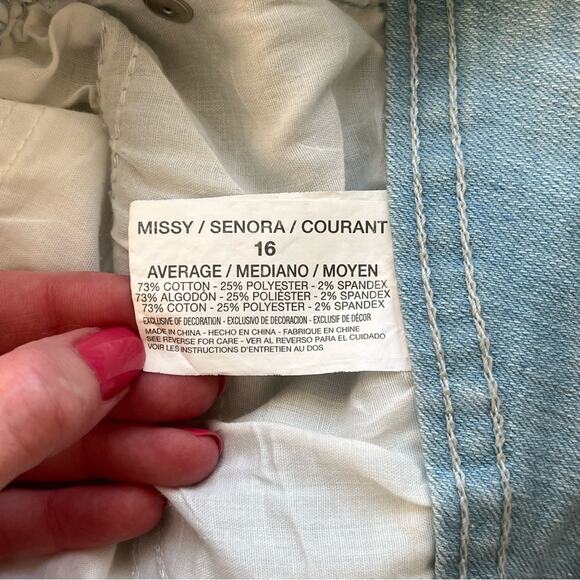 MISSY / SENORA / COURANT
16
AVERAGE / MEDIANO / MOYEN
73% COTTON - 25% POLYESTER - 2% SPANDEX
73% ALGODÓN - 25% POLIÉSTER - 2% SPANDEX
73% COTON - 25% POLYESTER - 2% SPANDEX
EXCLUSIVE OF DECORATION - EXCLUSIVO DE DECORACION - EXCLUSIF DE DÉCOR
MADE IN CHINA - HECHO EN CHINA - FABRIQUE EN CHINE
SEE REVERSE FOR CARE - VER AL REVERSO PARA EL CUIDADO
VOIR LES INSTRUCTIONS D'ENTRETIEN AU DOS